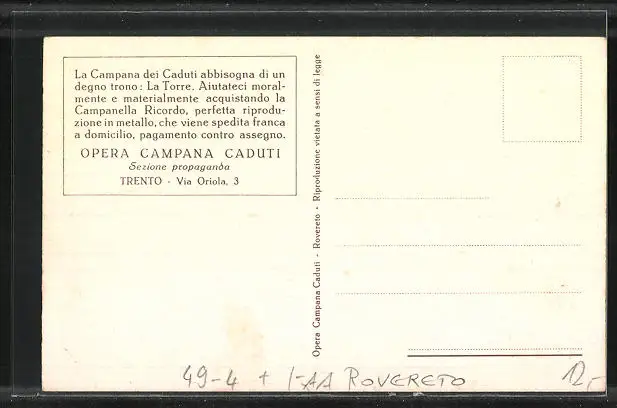 La Campana dei Caduti abbisogna di un
degno trono: La Torre. Aiutateci moral-
mente e materialmente acquistando la
Campanella Ricordo, perfetta riprodu-
zione in metallo, che viene spedita franca
a domicilio, pagamento contro assegno.
OPERA CAMPANA CADUTI
Sezione propaganda
TRENTO - Via Oriola, 3
Opera Campana Caduti - Rovereto - Riproduzione vietata a sensi di legge
49-4 + I-AA ROVERETO 12,-